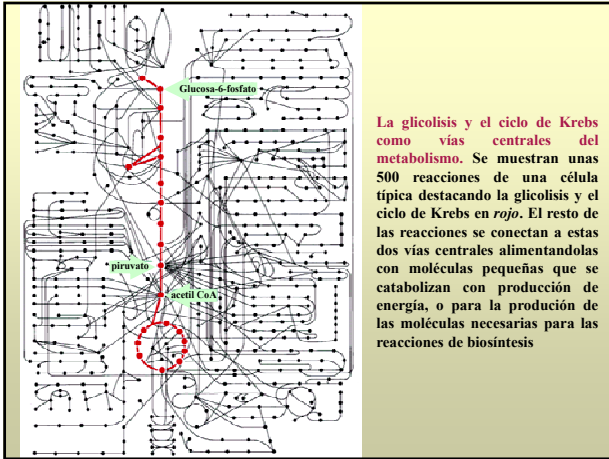 Glucosa-6-fosfato
piruvato
acetil CoA
La glicolisis y el ciclo de Krebs
como vías centrales del
metabolismo. Se muestran unas
500 reacciones de una célula
típica destacando la glicolisis y el
ciclo de Krebs en rojo. El resto de
las reacciones se conectan a estas
dos vías centrales alimentandolas
con moléculas pequeñas que se
catabolizan con producción de
energía, o para la produción de
las moléculas necesarias para las
reacciones de biosíntesis